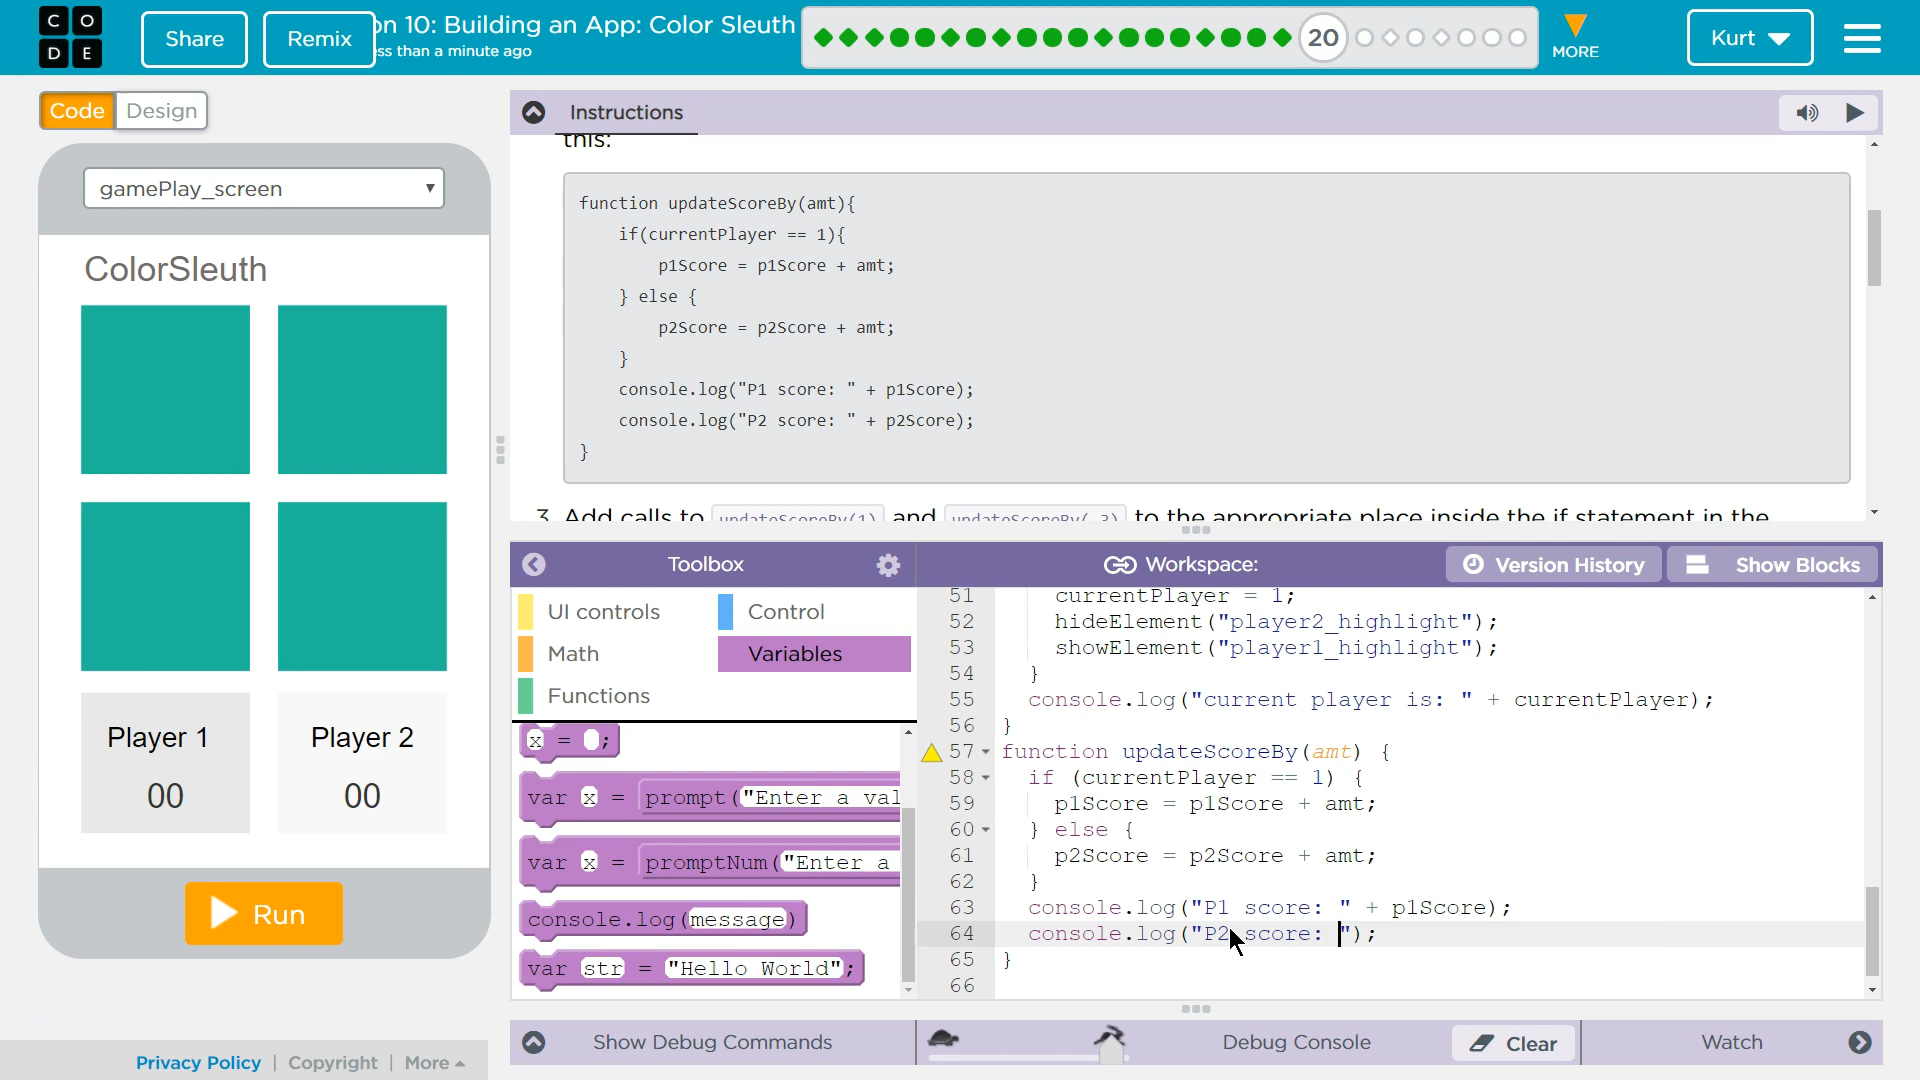 C O
D E
Share
Remix
on 10: Building an App: Color Sleuth
ess than a minute ago
20
MORE
Kurt
Code
Design
gamePlay_screen
ColorSleuth
Player 1
Player 2
00
00
Run
Privacy Policy | Copyright | More
Instructions
this:
function updateScoreBy(amt){
if(currentPlayer == 1){
p1Score = p1Score + amt;
} else {
p2Score = p2Score + amt;
}
console.log("P1 score: " + p1Score);
console.log("P2 score: " + p2Score);
}
3. Add calls to updateScoreBy(1) and updateScoreBy(-3) to the appropriate place inside the if statement in the
Toolbox
Workspace:
Version History
Show Blocks
UI controls
Control
Math
Variables
Functions
x = ;
var x = prompt("Enter a val
var x = promptNum("Enter a
console.log(message)
var str = "Hello World";
51 currentPlayer = 1;
52 hideElement("player2_highlight");
53 showElement("player1_highlight");
54 }
55 console.log("current player is: " + currentPlayer);
56 }
57 function updateScoreBy(amt) {
58 if (currentPlayer == 1) {
59 p1Score = p1Score + amt;
60 } else {
61 p2Score = p2Score + amt;
62 }
63 console.log("P1 score: " + p1Score);
64 console.log("P2 score: ");
65 }
66
Show Debug Commands
Debug Console
Clear
Watch